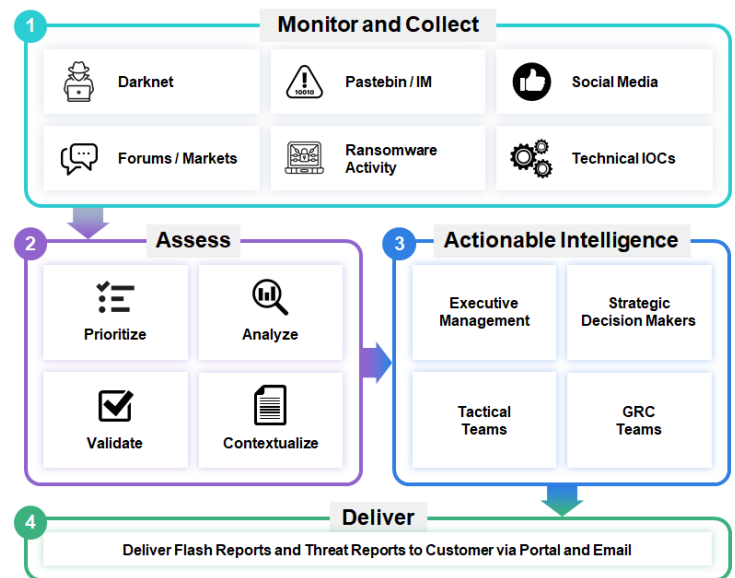 1
Monitor and Collect
Darknet
Pastebin / IM
10010
Social Media
Forums / Markets
Ransomware
Activity
Technical IOCs
2
Assess
Prioritize
Analyze
Validate
Contextualize
3
Actionable Intelligence
Executive
Management
Strategic
Decision Makers
Tactical
Teams
GRC
Teams
4
Deliver
Deliver Flash Reports and Threat Reports to Customer via Portal and Email